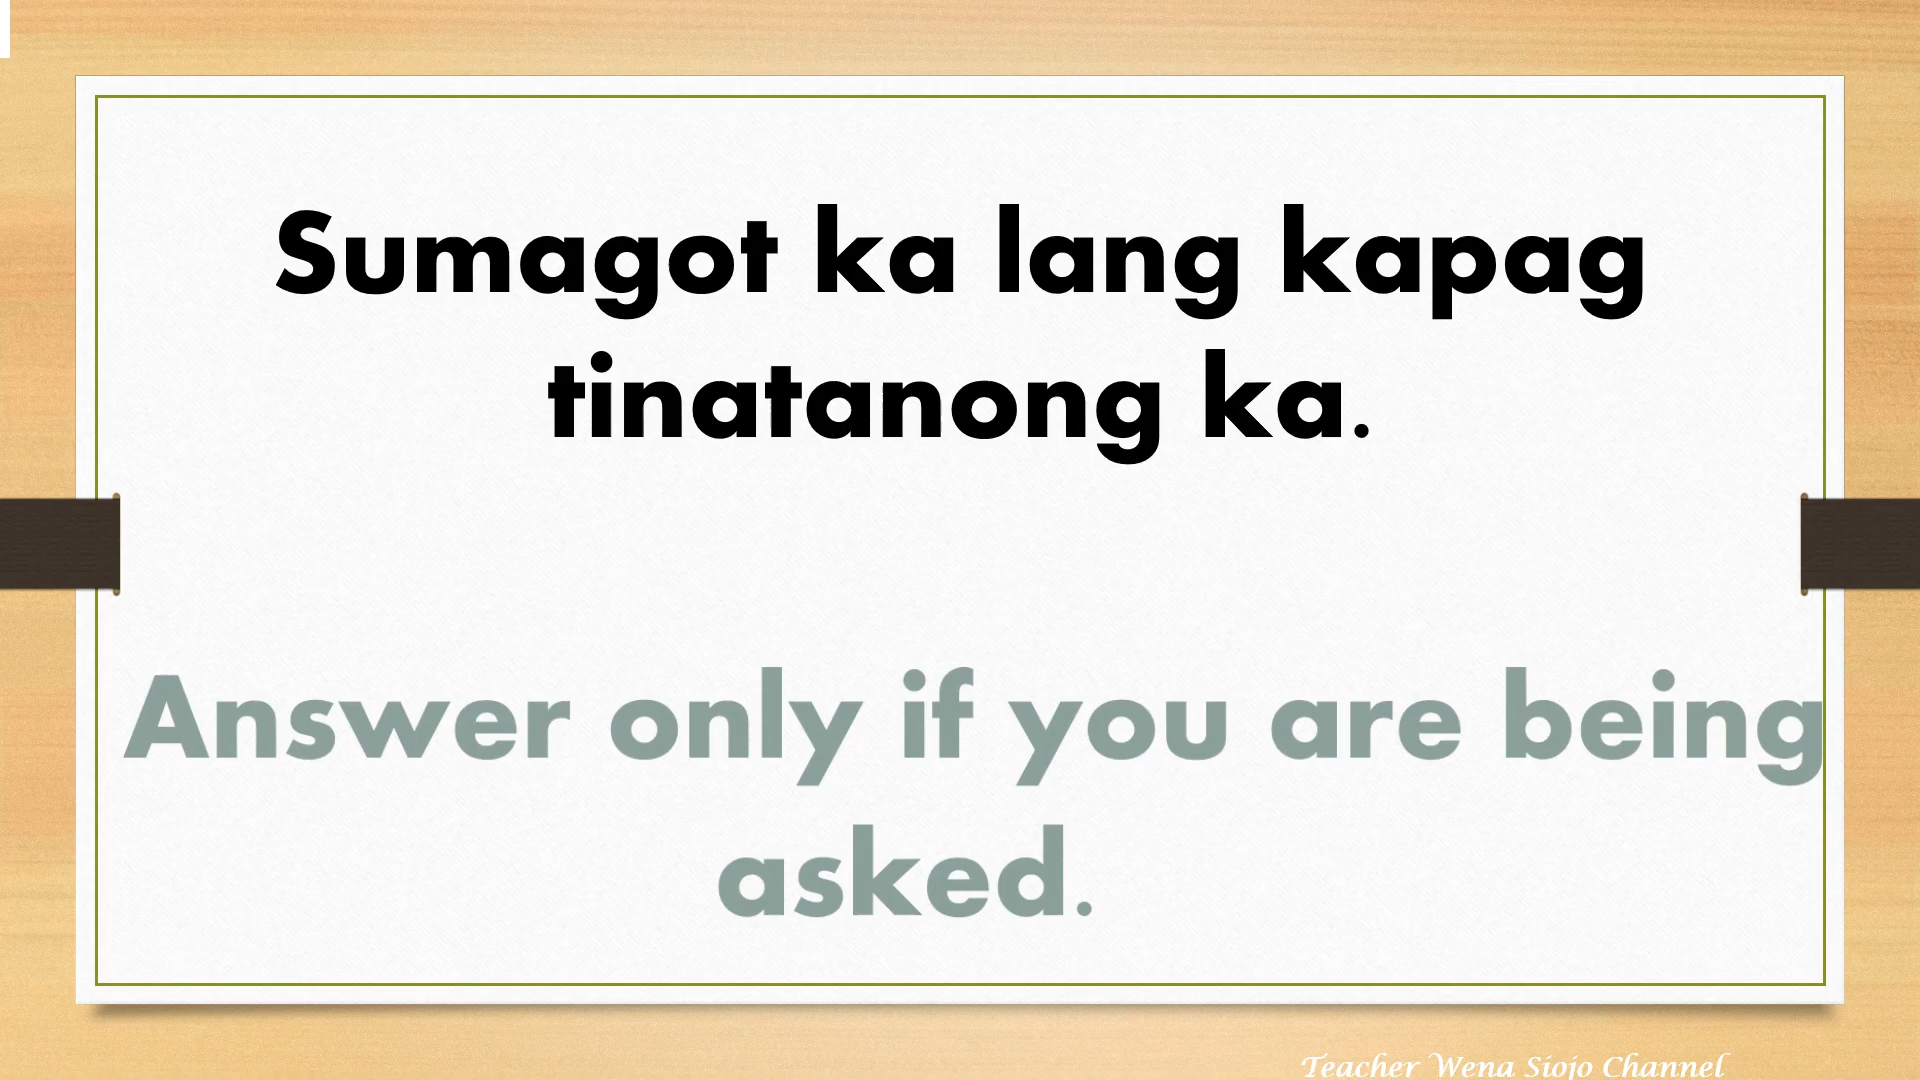 Sumagot ka lang kapag
tinatanong ka.
Answer only if you are being
asked.
Teacher Wena Siojo Channel